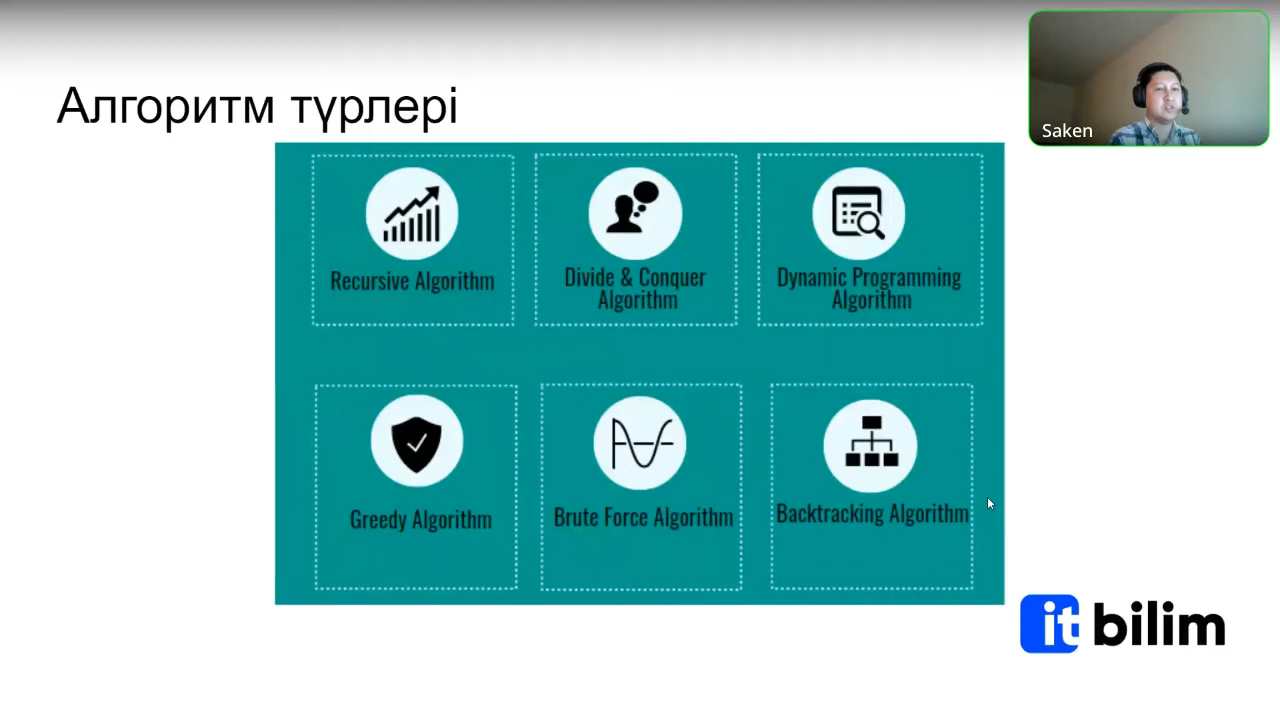 Алгоритм түрлері
Saken
Recursive Algorithm
Divide & Conquer
Algorithm
Dynamic Programming
Algorithm
Greedy Algorithm
Brute Force Algorithm
Backtracking Algorithm
it bilim